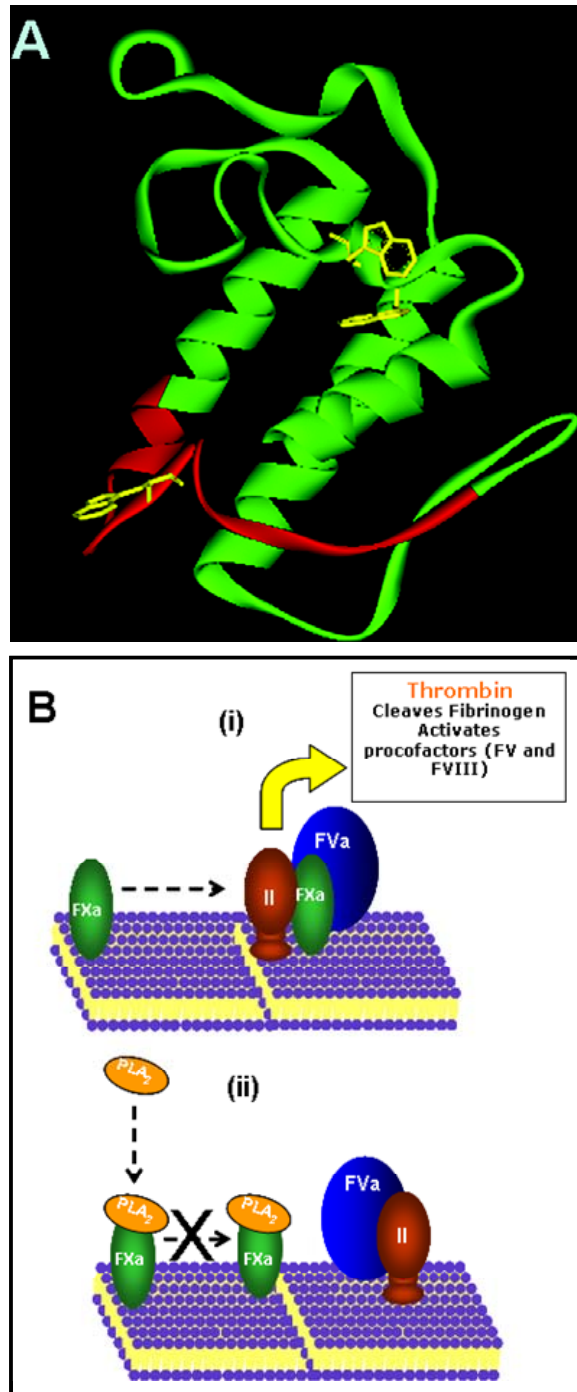 A
B
(i)
Thrombin
Cleaves Fibrinogen
Activates
procofactors (FV and
FVIII)
FVa
II
FXa
FXa
PLA2
(ii)
PLA2
PLA2
FVa
X
II
FXa
FXa